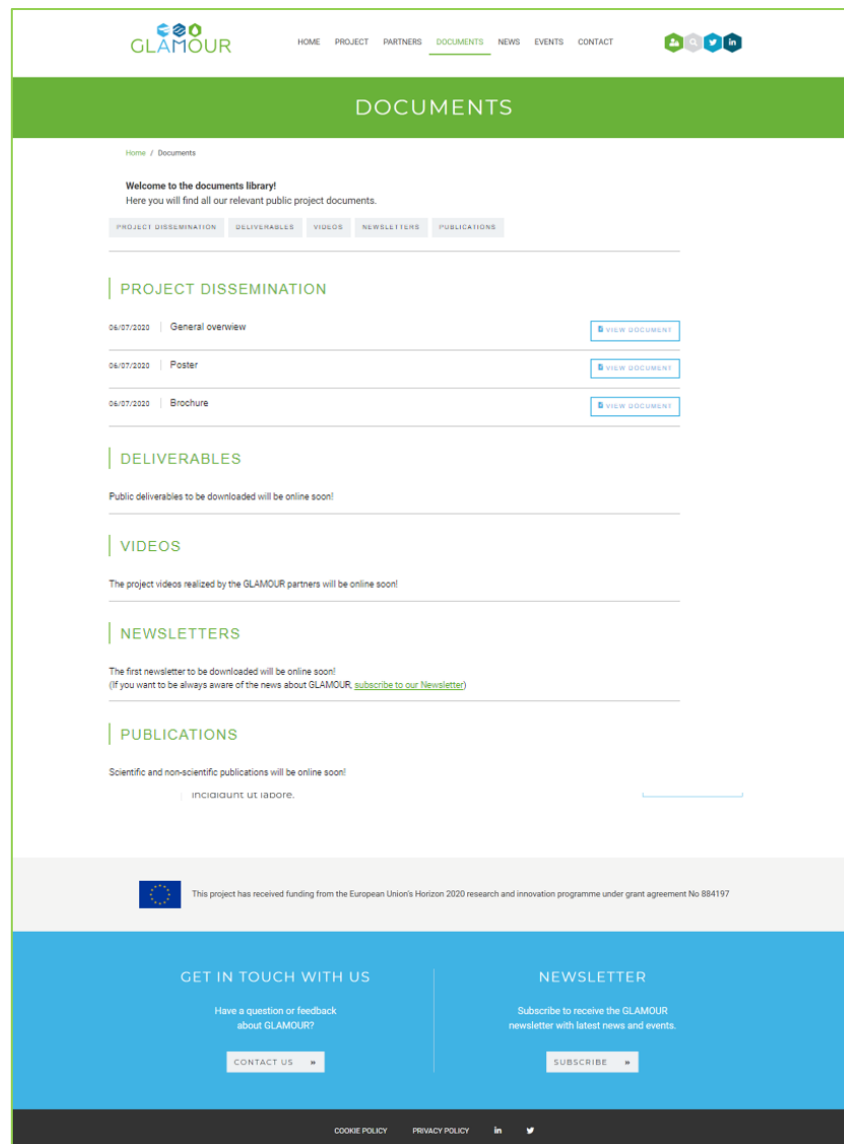 GLAMOUR
HOME PROJECT PARTNERS DOCUMENTS NEWS EVENTS CONTACT
DOCUMENTS
Home / Documents
Welcome to the documents library!
Here you will find all our relevant public project documents.
PROJECT DISSEMINATION DELIVERABLES VIDEOS NEWSLETTERS PUBLICATIONS
PROJECT DISSEMINATION
06/07/2020 General overwiew VIEW DOCUMENT
06/07/2020 Poster VIEW DOCUMENT
06/07/2020 Brochure VIEW DOCUMENT
DELIVERABLES
Public deliverables to be downloaded will be online soon!
VIDEOS
The project videos realized by the GLAMOUR partners will be online soon!
NEWSLETTERS
The first newsletter to be downloaded will be online soon!
(If you want to be always aware of the news about GLAMOUR, subscribe to our Newsletter)
PUBLICATIONS
Scientific and non-scientific publications will be online soon!
incididunt ut labore.
This project has received funding from the European Union's Horizon 2020 research and innovation programme under grant agreement No 884197
GET IN TOUCH WITH US
Have a question or feedback
about GLAMOUR?
CONTACT US »
NEWSLETTER
Subscribe to receive the GLAMOUR
newsletter with latest news and events.
SUBSCRIBE »
COOKIE POLICY PRIVACY POLICY in